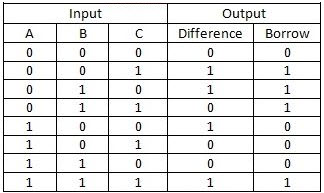 Input Output
A B C Difference Borrow
0 0 0 0 0
0 0 1 1 1
0 1 0 1 1
0 1 1 0 1
1 0 0 1 0
1 0 1 0 0
1 1 0 0 0
1 1 1 1 1